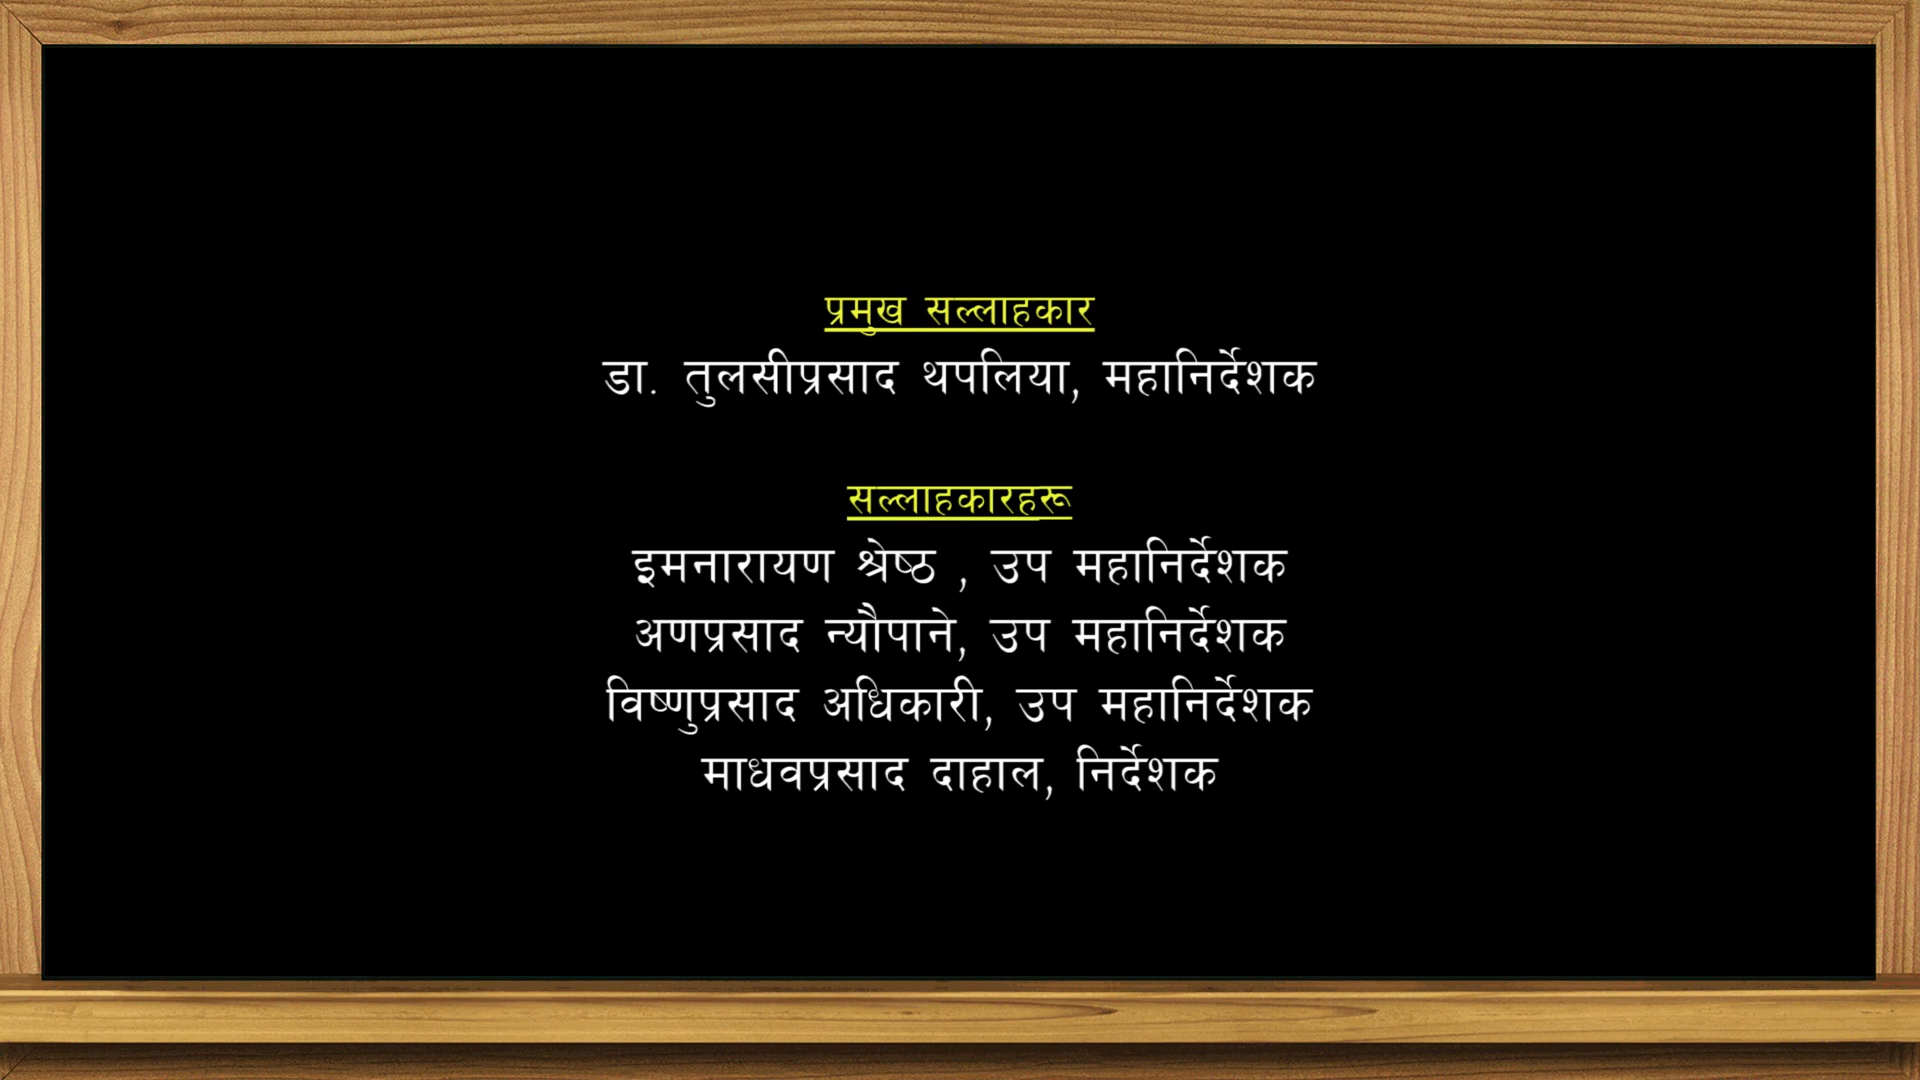 प्रमुख सल्लाहकार
डा. तुलसीप्रसाद थपलिया, महानिर्देशक
सल्लाहकारहरू
इमनारायण श्रेष्ठ , उप महानिर्देशक
अणप्रसाद न्यौपाने, उप महानिर्देशक
विष्णुप्रसाद अधिकारी, उप महानिर्देशक
माधवप्रसाद दाहाल, निर्देशक